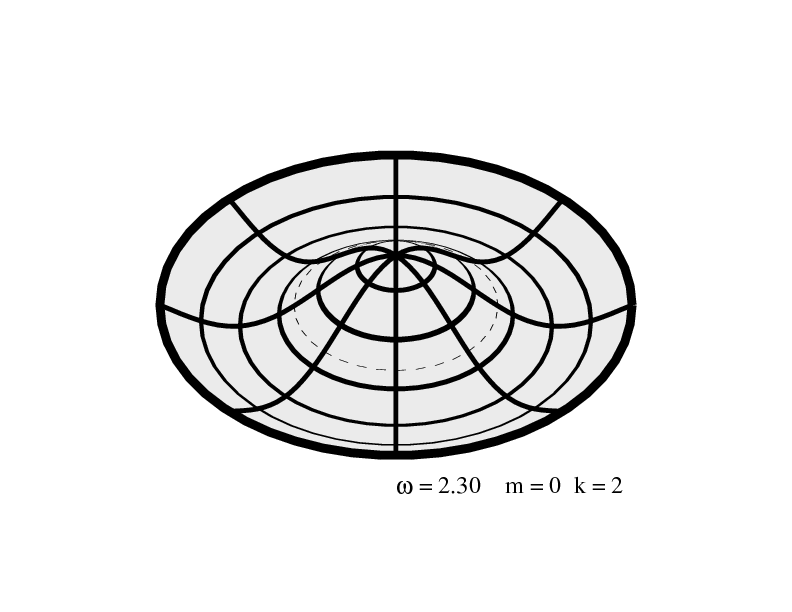 ω = 2.30 m = 0 k = 2